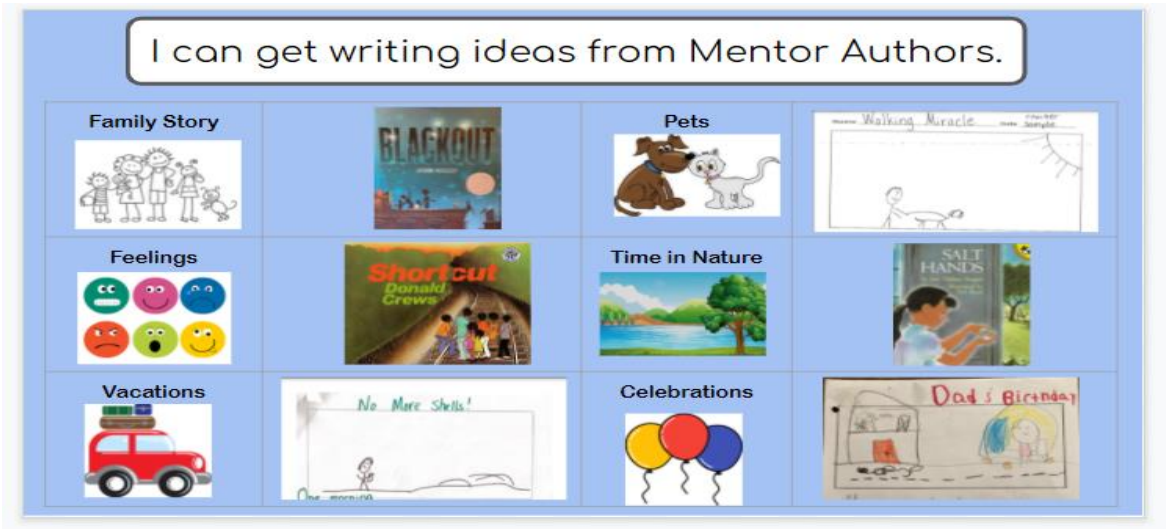 I can get writing ideas from Mentor Authors.
Family Story
BLACKOUT
Pets
Walking Miracle
Sample
Feelings
Shortcut
Donald
Crews
Time in Nature
SALT
HANDS
Vacations
No More Shells!
One morning
Celebrations
Dad's Birthday